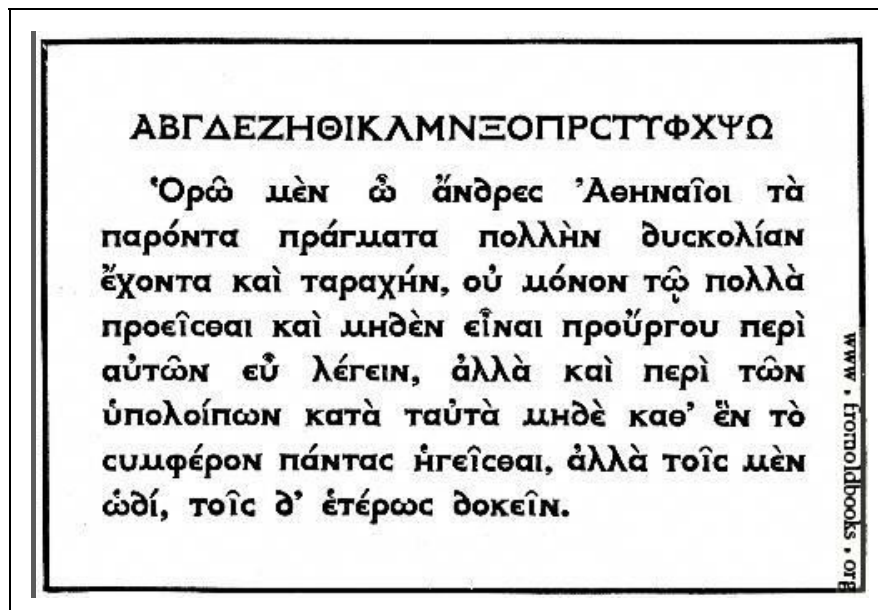 ΑΒΓΔΕΖΗΘΙΚΛΜΝΞΟΠΡϹΤΥΦΧΨΩ
Ὁρῶ μὲν ὦ ἄνδρες Ἀθηναῖοι τὰ
παρόντα πράγματα πολλὴν δυσκολίαν
ἔχοντα καὶ ταραχήν, οὐ μόνον τῷ πολλὰ
προεῖσθαι καὶ μηδὲν εἶναι προὔργου περὶ
αὐτῶν εὖ λέγειν, ἀλλὰ καὶ περὶ τῶν
ὑπολοίπων κατὰ ταὐτὰ μηδὲ καθ’ ἓν τὸ
συμφέρον πάντας ἡγεῖσθαι, ἀλλὰ τοῖς μὲν
ὡδί, τοῖς δ’ ἑτέρως δοκεῖν.
www . fromoldbooks . org